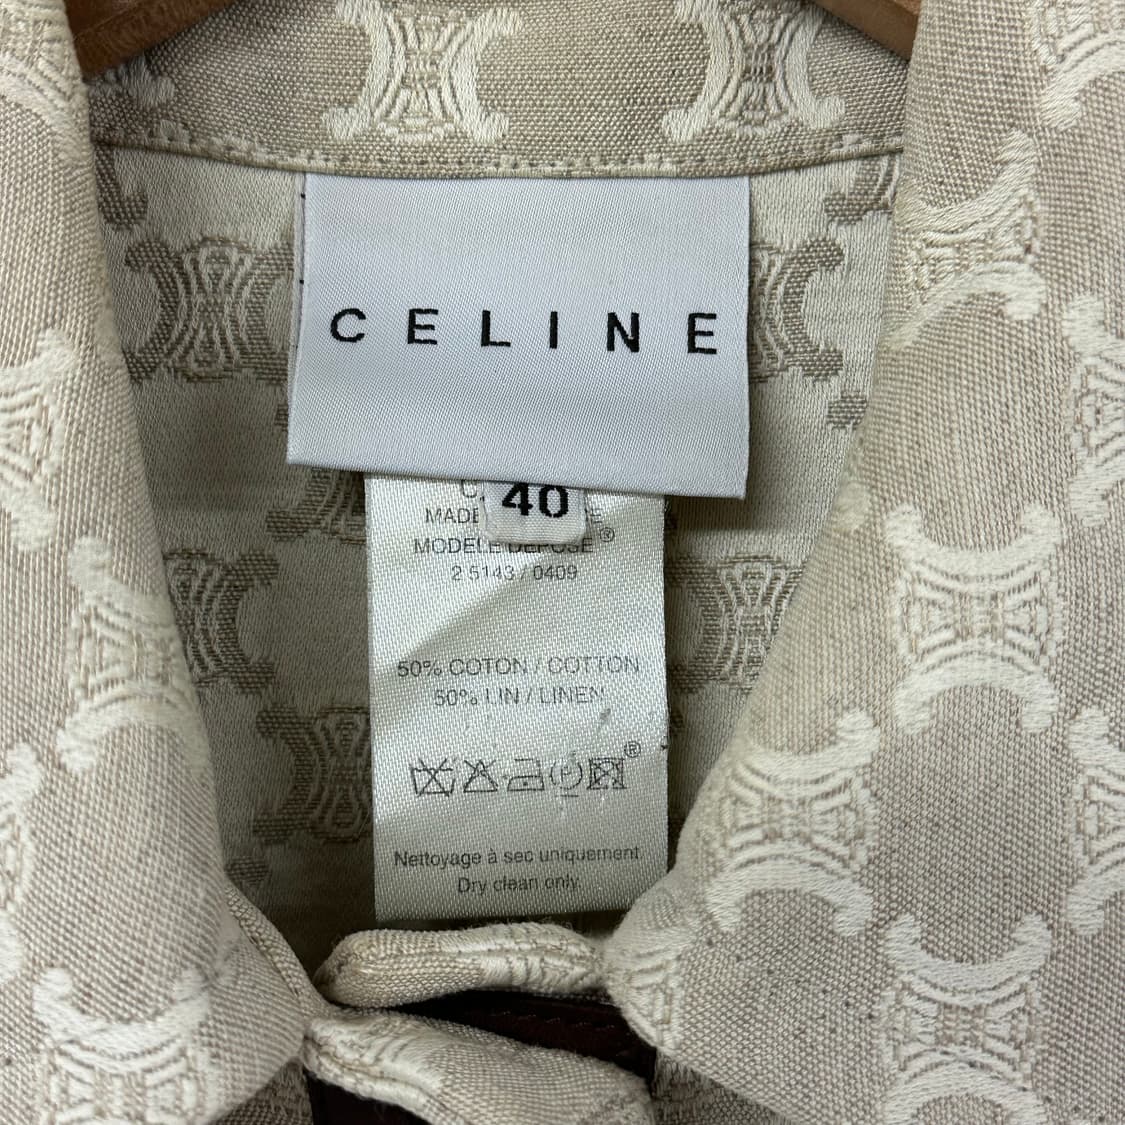 CELINE
40
MADE
MODELE DEPOSE®
2 5143 / 0409
50% COTON / COTTON
50% LIN / LINEN
®
Nettoyage à sec uniquement.
Dry clean only.